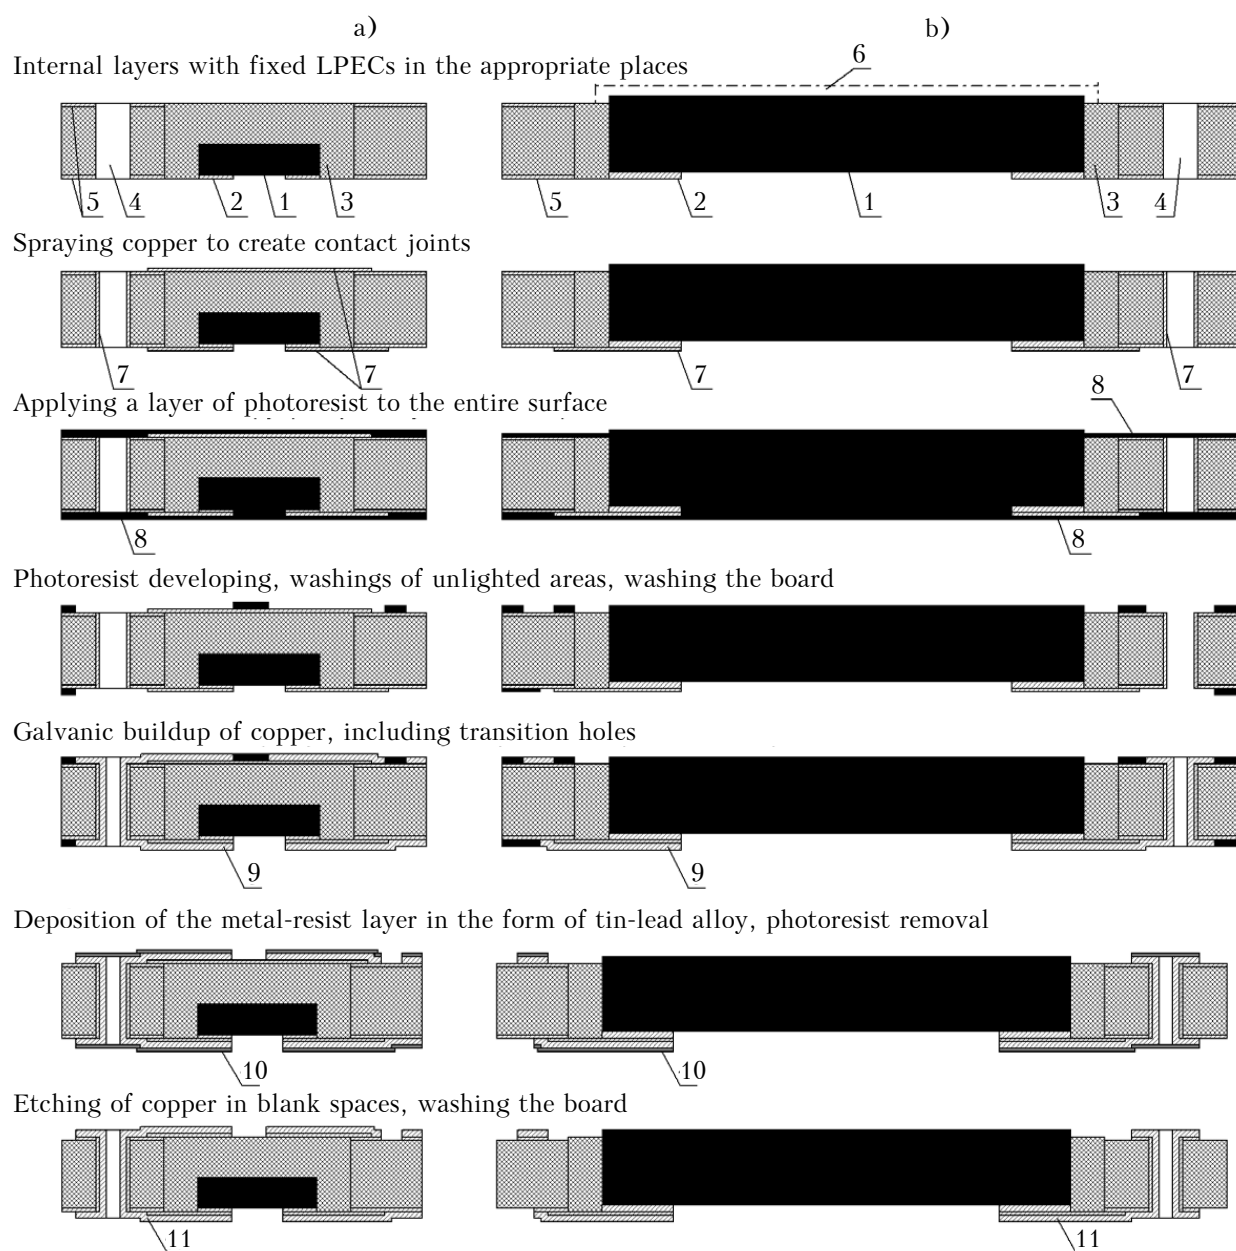 a) b)
Internal layers with fixed LPECs in the appropriate places
6
5 4 2 1 3 5 2 1 3 4
Spraying copper to create contact joints
7 7 7 7
Applying a layer of photoresist to the entire surface
8
8 8
Photoresist developing, washings of unlighted areas, washing the board
Galvanic buildup of copper, including transition holes
9 9
Deposition of the metal-resist layer in the form of tin-lead alloy, photoresist removal
10 10
Etching of copper in blank spaces, washing the board
11 11